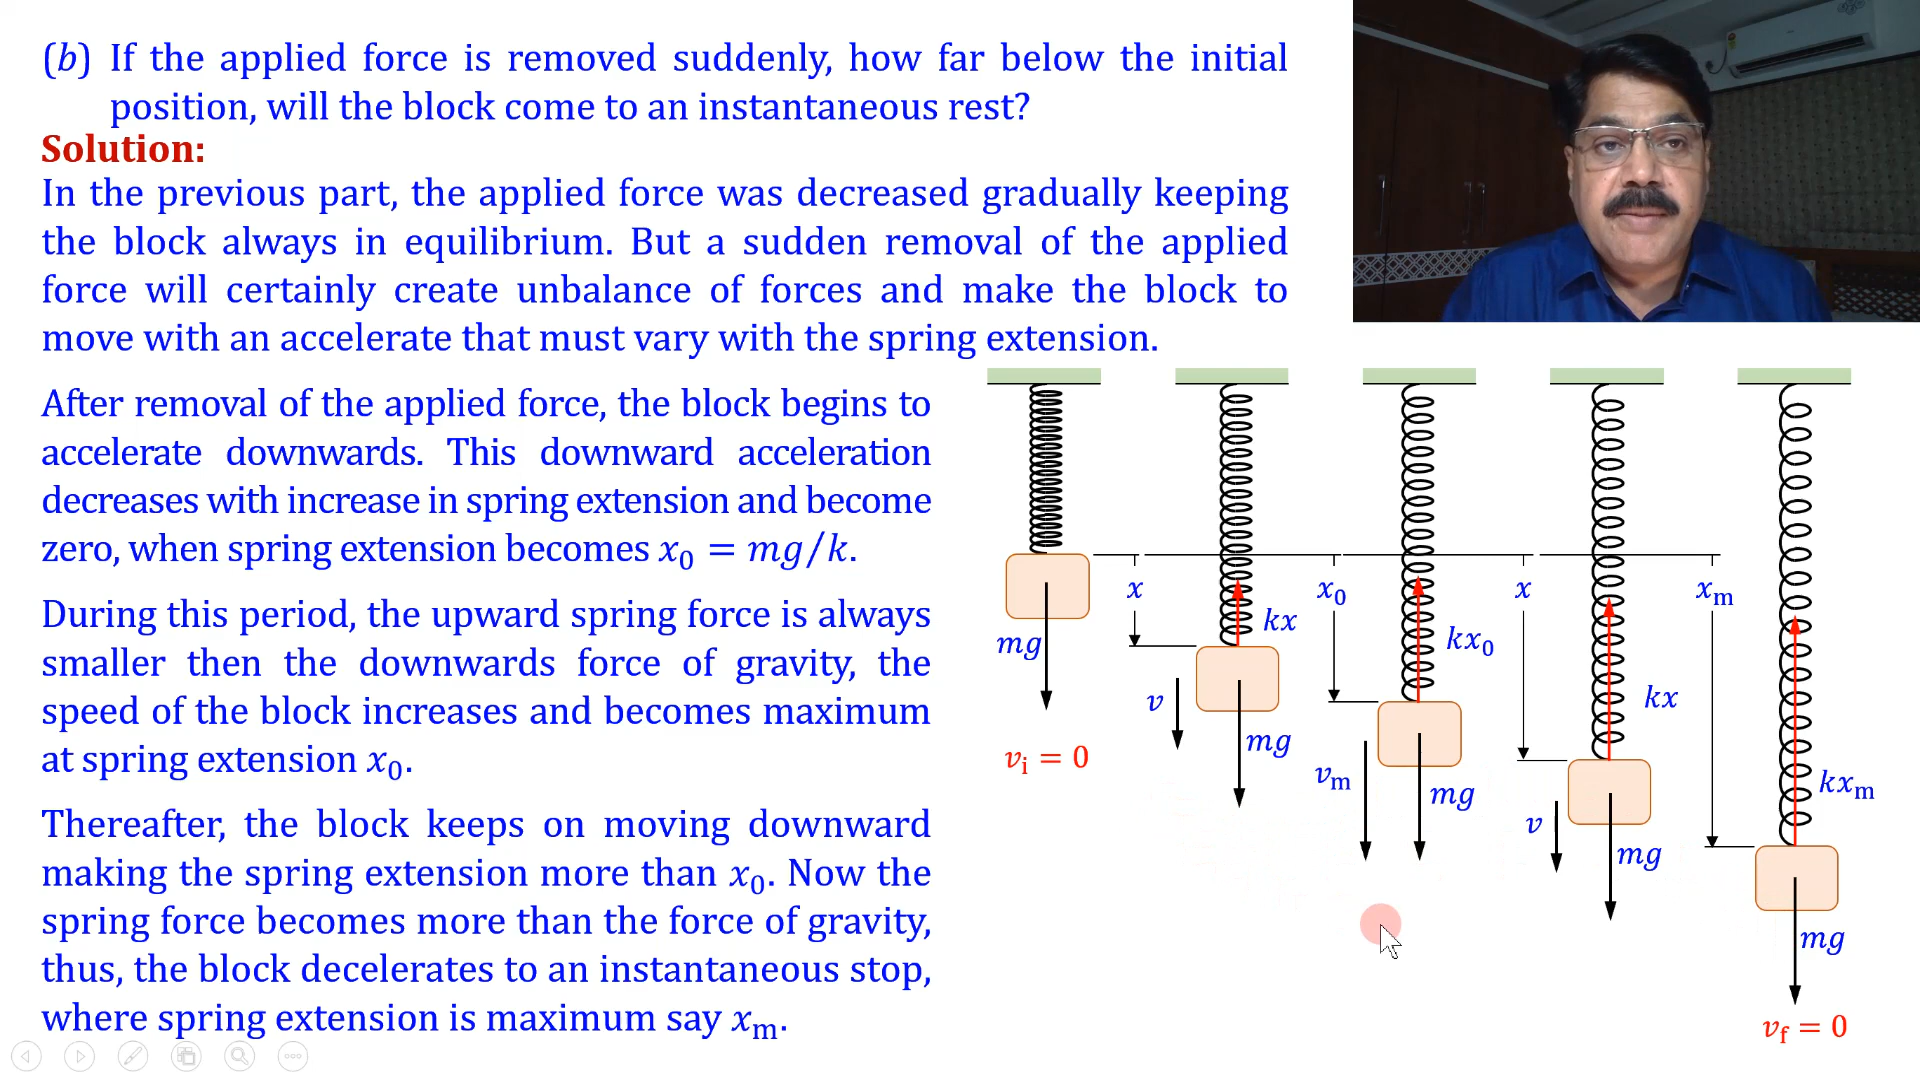 (b) If the applied force is removed suddenly, how far below the initial
position, will the block come to an instantaneous rest?
Solution:
In the previous part, the applied force was decreased gradually keeping
the block always in equilibrium. But a sudden removal of the applied
force will certainly create unbalance of forces and make the block to
move with an accelerate that must vary with the spring extension.
After removal of the applied force, the block begins to
accelerate downwards. This downward acceleration
decreases with increase in spring extension and become
zero, when spring extension becomes x₀ = mg/k.
During this period, the upward spring force is always
smaller then the downwards force of gravity, the
speed of the block increases and becomes maximum
at spring extension x₀.
Thereafter, the block keeps on moving downward
making the spring extension more than x₀. Now the
spring force becomes more than the force of gravity,
thus, the block decelerates to an instantaneous stop,
where spring extension is maximum say xₘ.
mg
vᵢ = 0
x
kx
v
mg
x₀
kx₀
vₘ
mg
x
kx
v
mg
xₘ
kxₘ
mg
v_f = 0